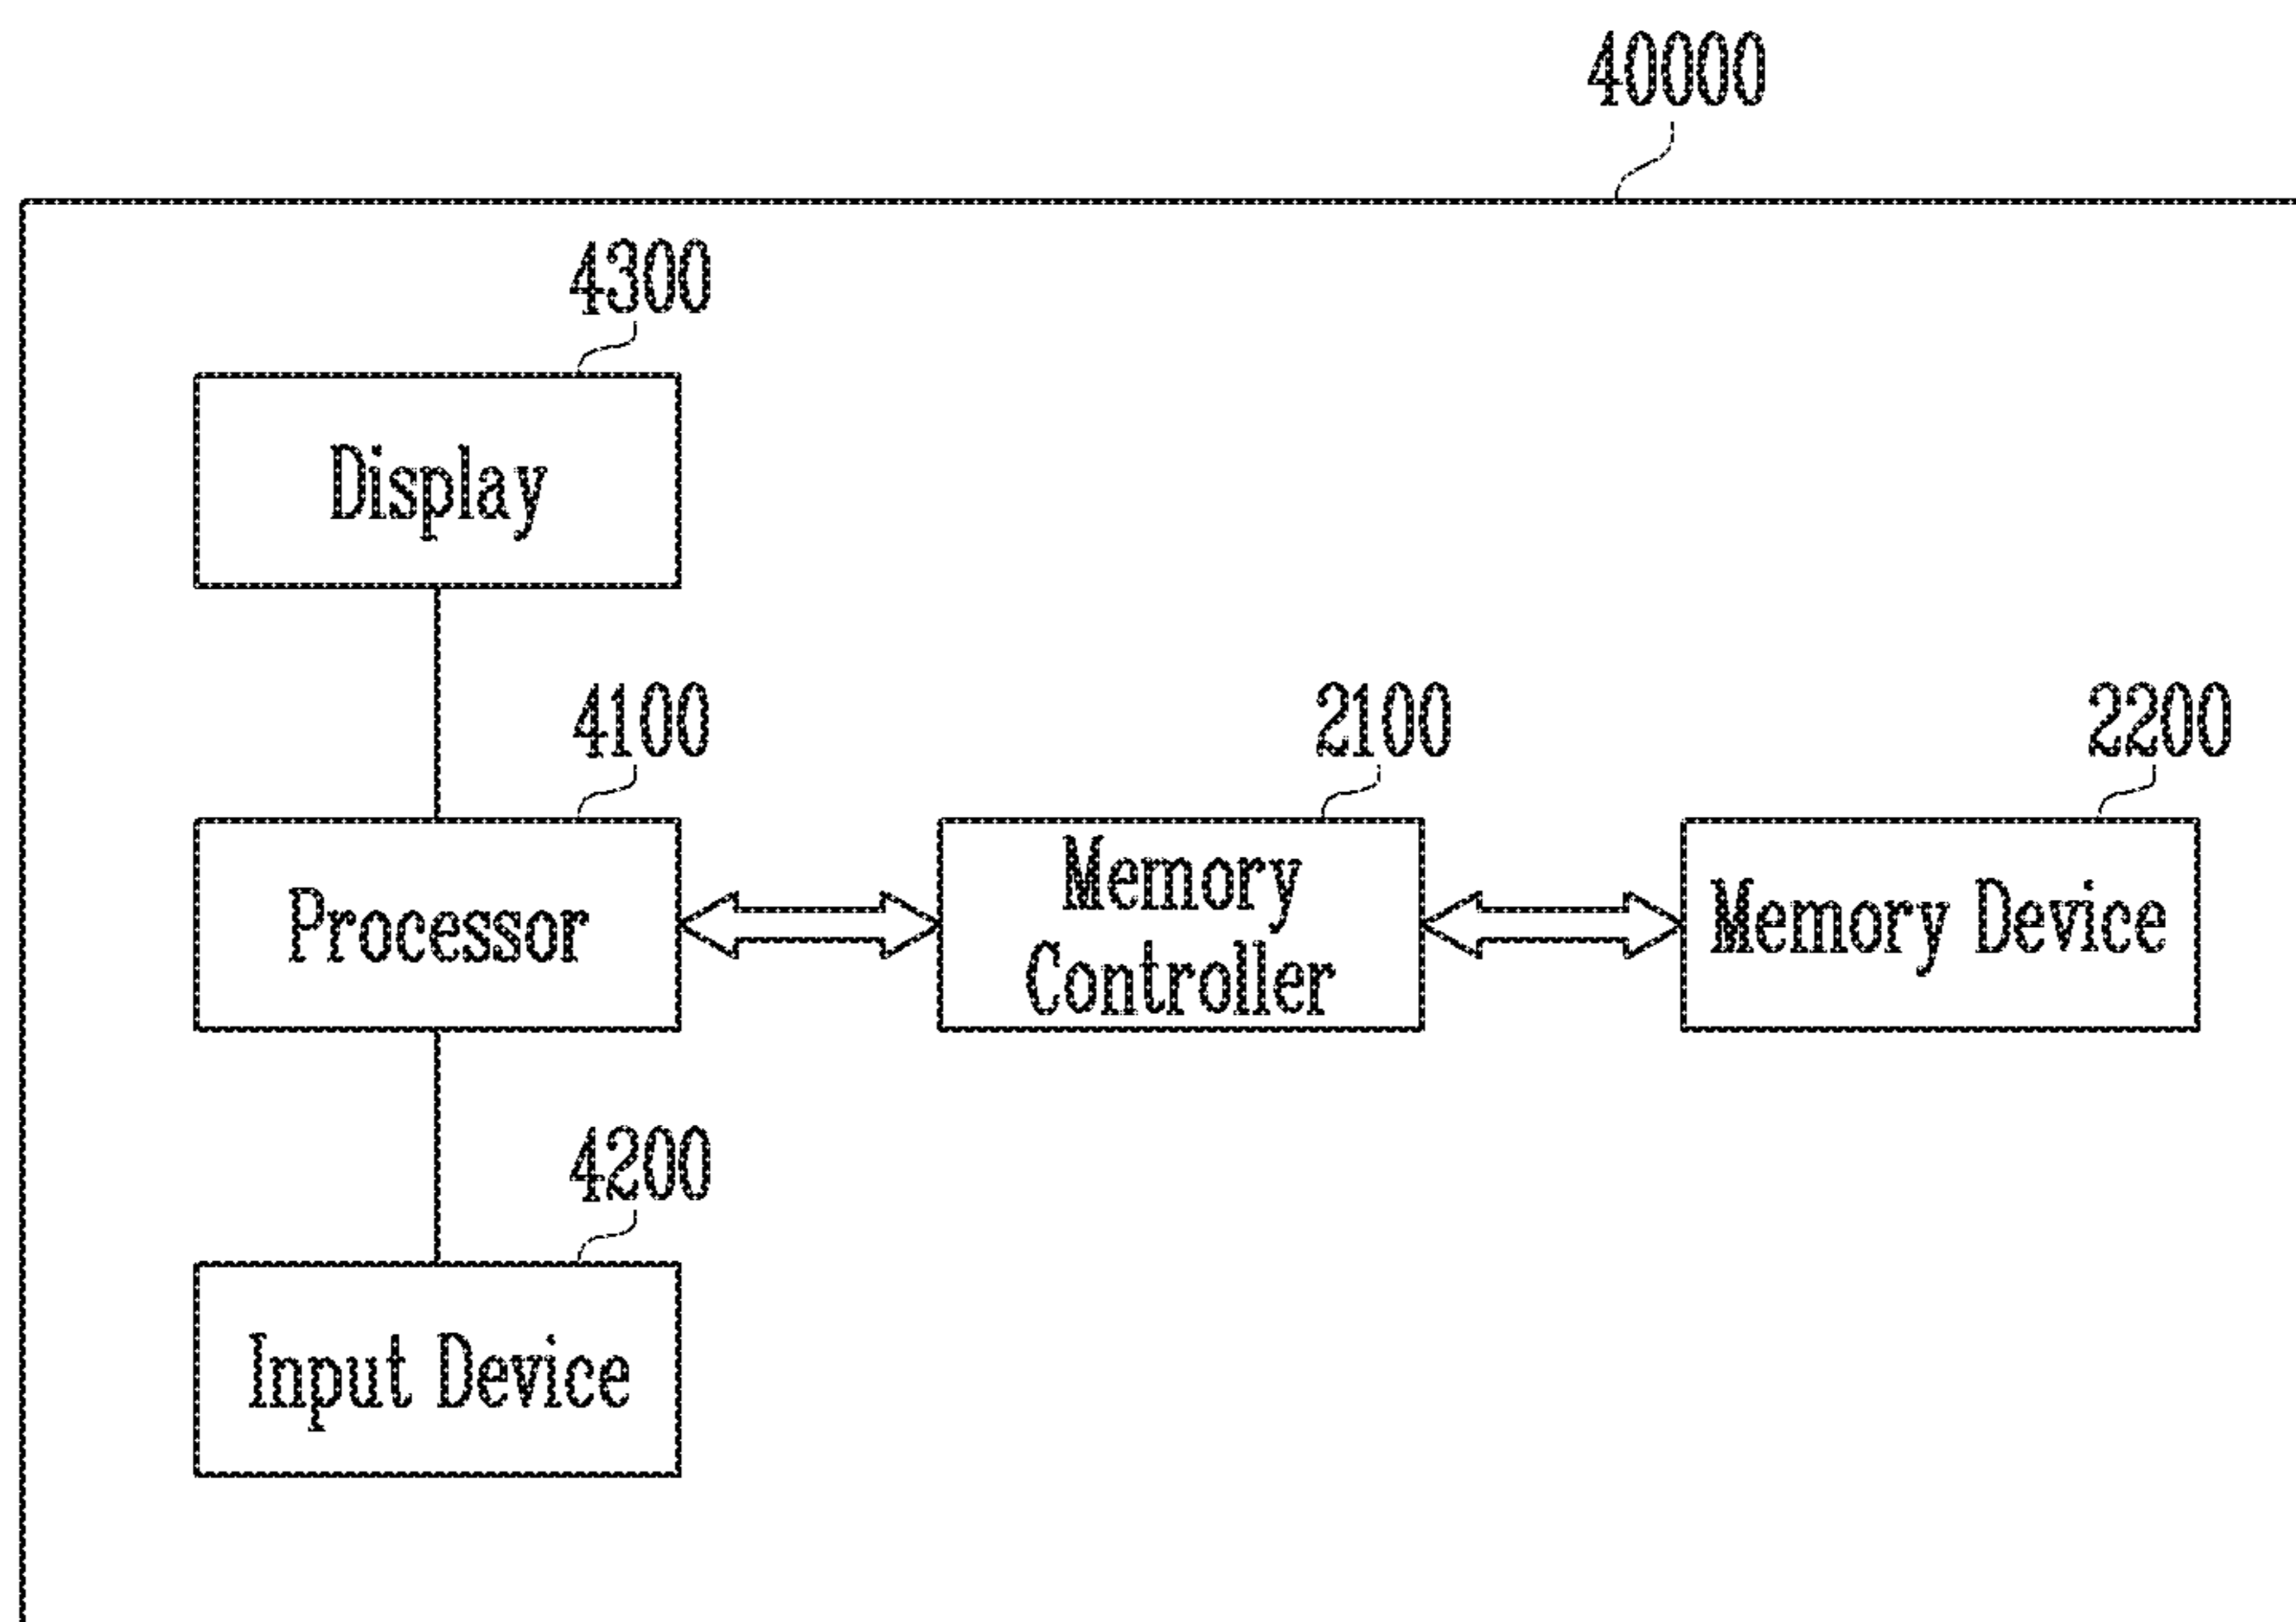 40000
4300
Display
4100
2100
2200
Processor
Memory
Controller
Memory Device
4200
Input Device